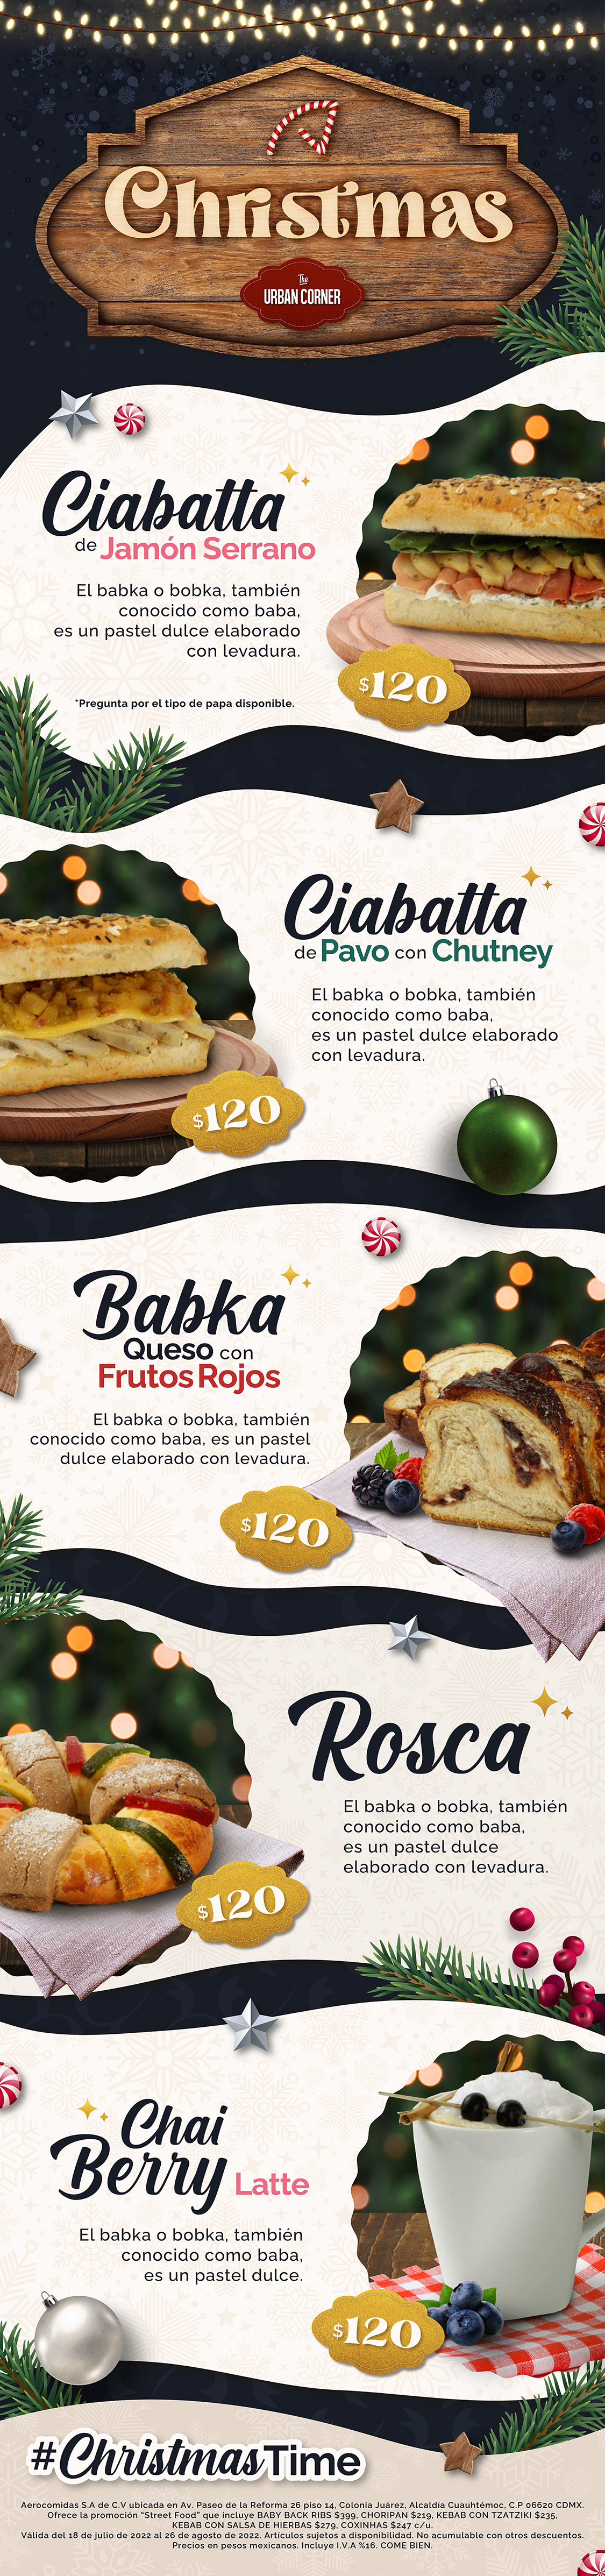 Christmas
The
URBAN CORNER
Ciabatta
de Jamón Serrano
El babka o bobka, también
conocido como baba,
es un pastel dulce elaborado
con levadura.
$120
*Pregunta por el tipo de papa disponible.
Ciabatta
de Pavo con Chutney
El babka o bobka, también
conocido como baba,
es un pastel dulce elaborado
con levadura.
$120
Babka
Queso con
Frutos Rojos
El babka o bobka, también
conocido como baba, es un pastel
dulce elaborado con levadura.
$120
Rosca
El babka o bobka, también
conocido como baba,
es un pastel dulce
elaborado con levadura.
$120
Chai
Berry Latte
El babka o bobka, también
conocido como baba,
es un pastel dulce.
$120
#ChristmasTime
Aerocomidas S.A de C.V ubicada en Av. Paseo de la Reforma 26 piso 14, Colonia Juárez, Alcaldía Cuauhtémoc, C.P 06620 CDMX.
Ofrece la promoción "Street Food" que incluye BABY BACK RIBS $399, CHORIPAN $219, KEBAB CON TZATZIKI $235,
KEBAB CON SALSA DE HIERBAS $279, COXINHAS $247 c/u.
Válida del 18 de julio de 2022 al 26 de agosto de 2022. Artículos sujetos a disponibilidad. No acumulable con otros descuentos.
Precios en pesos mexicanos. Incluye I.V.A %16. COME BIEN.